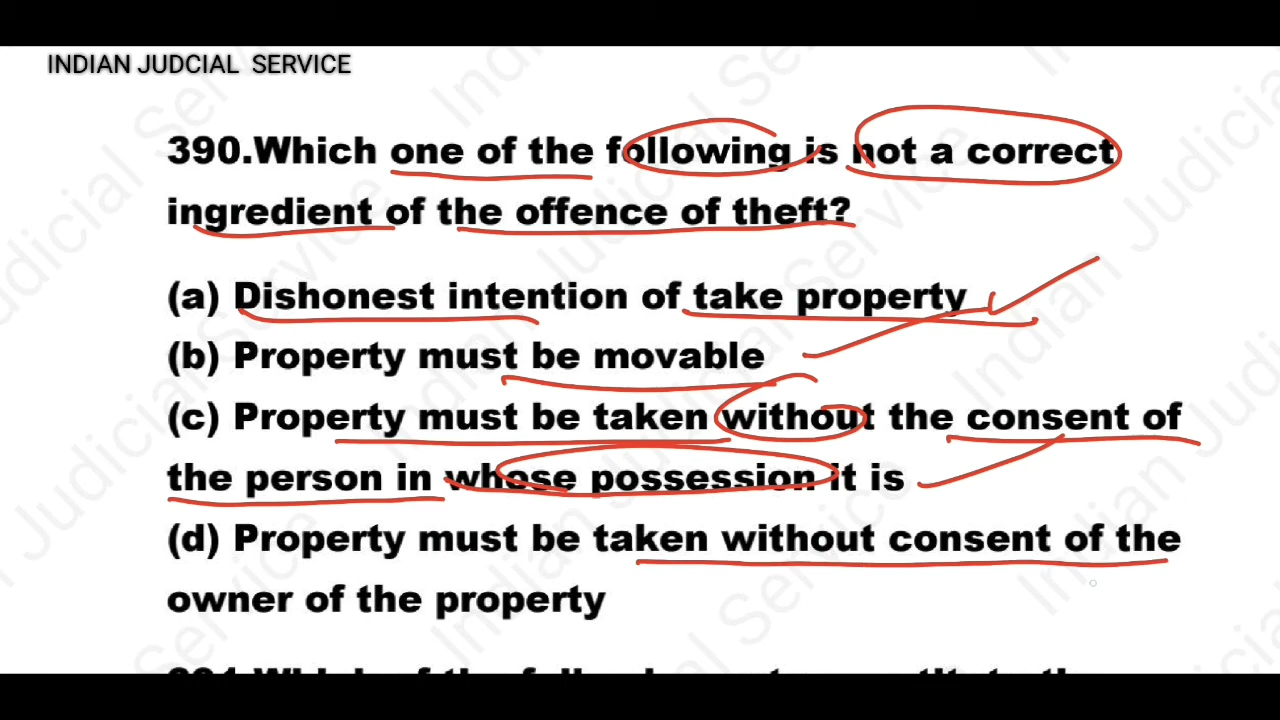 INDIAN JUDCIAL SERVICE
390.Which one of the following is not a correct
ingredient of the offence of theft?
(a) Dishonest intention of take property
(b) Property must be movable
(c) Property must be taken without the consent of
the person in whose possession it is
(d) Property must be taken without consent of the
owner of the property